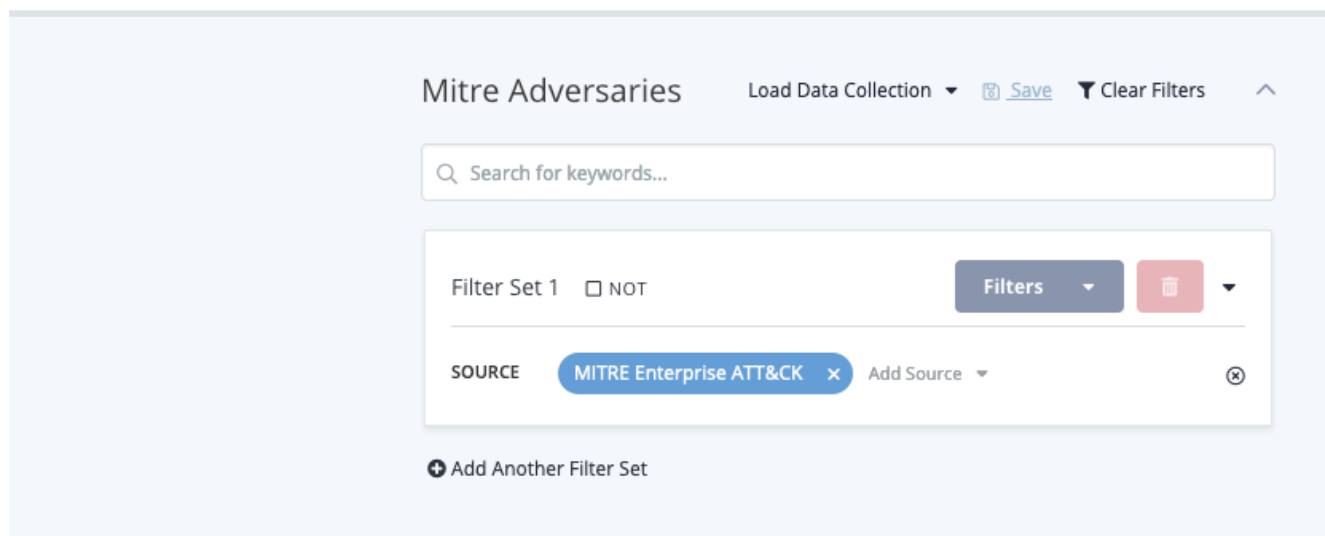 Mitre Adversaries Load Data Collection Save Clear Filters
Search for keywords...
Filter Set 1 NOT Filters
SOURCE MITRE Enterprise ATT&CK × Add Source
Add Another Filter Set